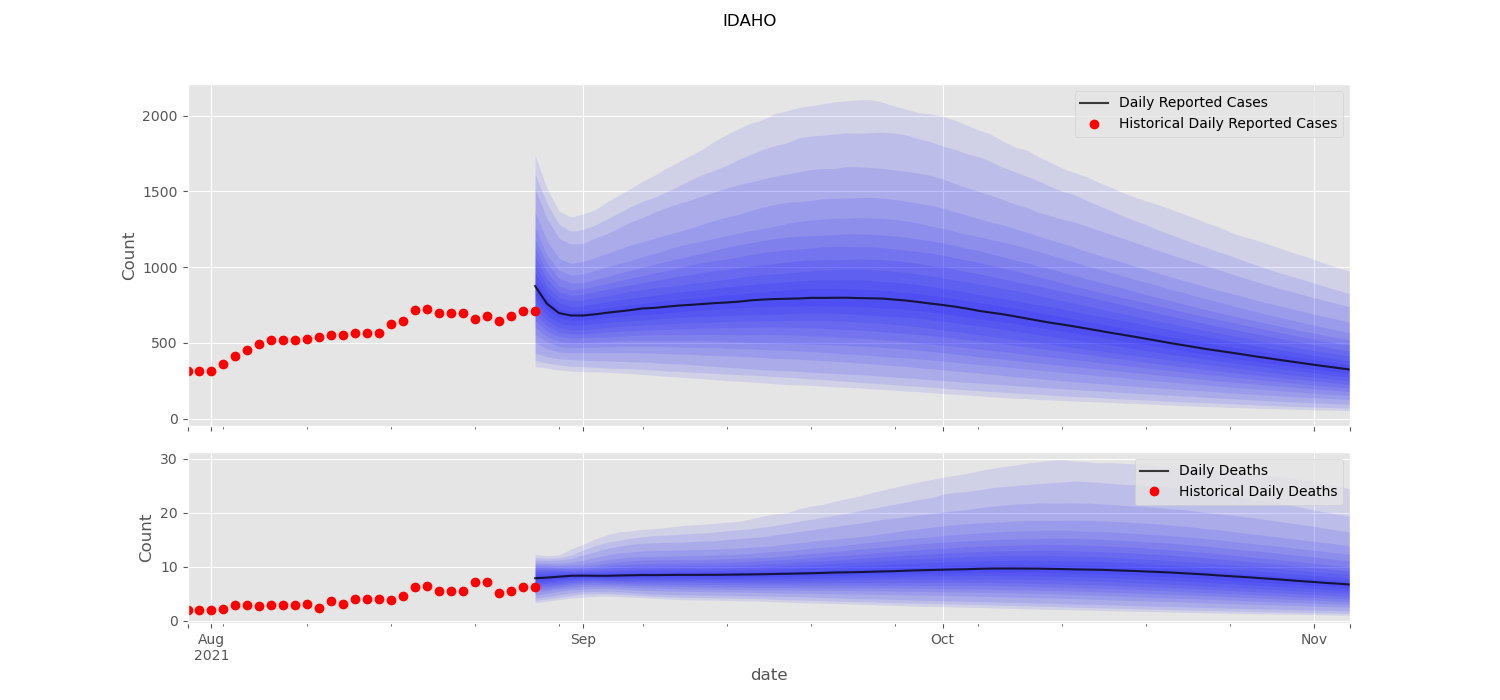 IDAHO
Daily Reported Cases
Historical Daily Reported Cases
2000
1500
1000
500
0
Count
Daily Deaths
Historical Daily Deaths
30
20
10
0
Count
Aug
2021
Sep
Oct
Nov
date